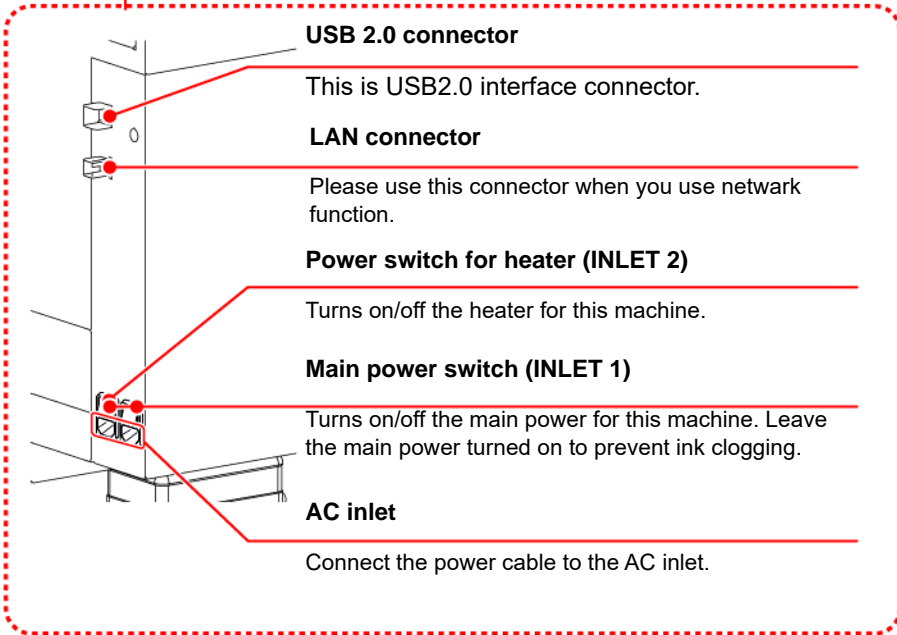 USB 2.0 connector
This is USB2.0 interface connector.
LAN connector
Please use this connector when you use netwark
function.
Power switch for heater (INLET 2)
Turns on/off the heater for this machine.
Main power switch (INLET 1)
Turns on/off the main power for this machine. Leave
the main power turned on to prevent ink clogging.
AC inlet
Connect the power cable to the AC inlet.